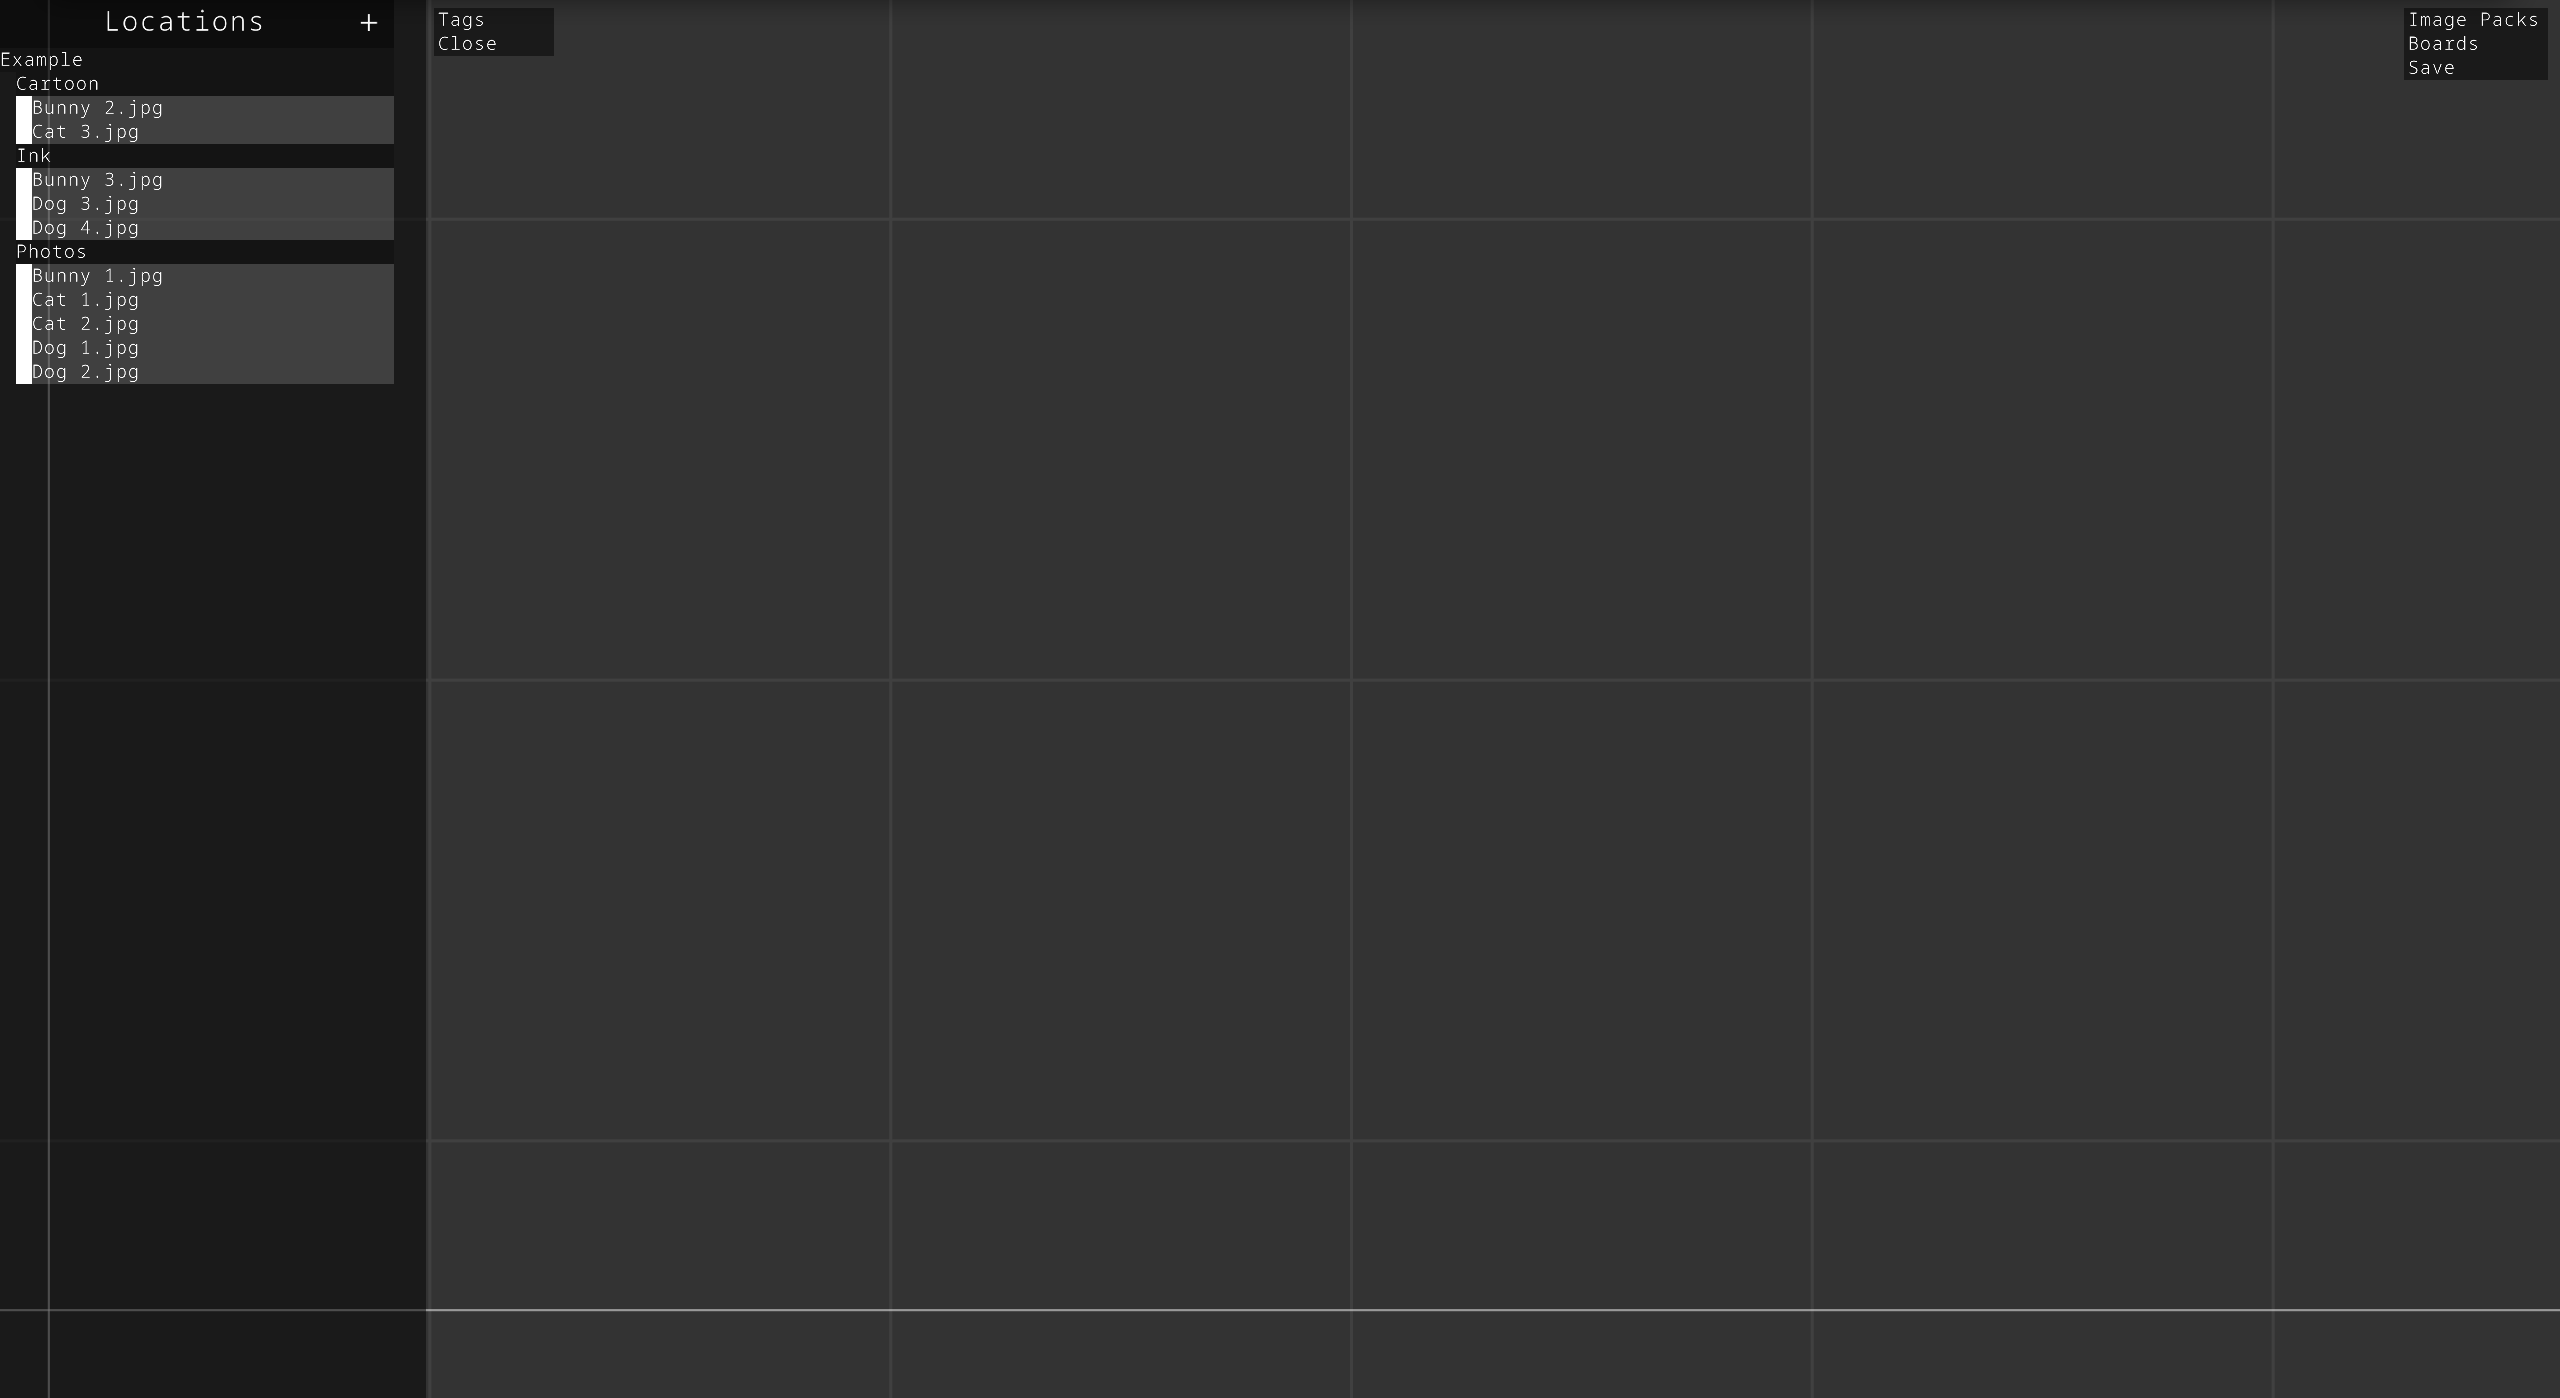 Locations +
Example
Cartoon
Bunny 2.jpg
Cat 3.jpg
Ink
Bunny 3.jpg
Dog 3.jpg
Dog 4.jpg
Photos
Bunny 1.jpg
Cat 1.jpg
Cat 2.jpg
Dog 1.jpg
Dog 2.jpg
Tags
Close
Image Packs
Boards
Save